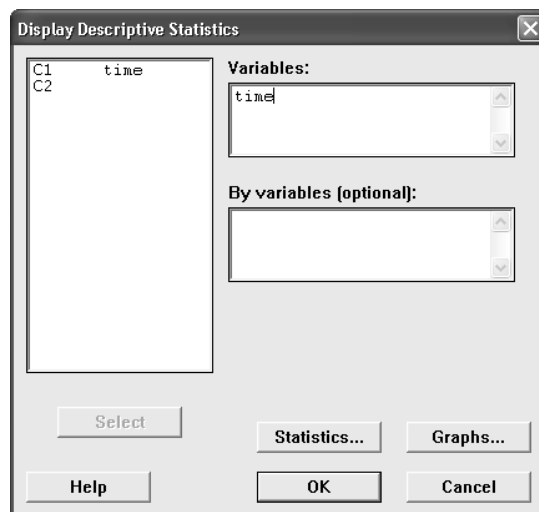 Display Descriptive Statistics
C1 time
C2
Variables:
time
By variables (optional):
Select
Statistics...
Graphs...
Help
OK
Cancel